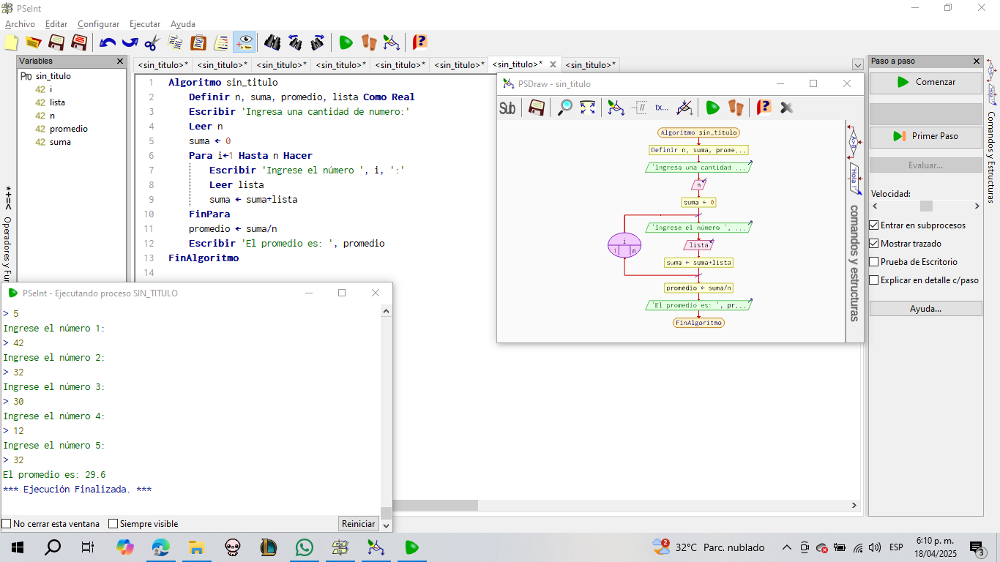 PSeInt
Archivo Editar Configurar Ejecutar Ayuda
Variables
Pro sin_titulo
42 i
42 lista
42 n
42 promedio
42 suma
*+=< Operadores y Fun
<sin_titulo>* <sin_titulo>* <sin_titulo>* <sin_titulo>* <sin_titulo>* <sin_titulo>* <sin_titulo>* <sin_titulo>*
1 Algoritmo sin_titulo
2 Definir n, suma, promedio, lista Como Real
3 Escribir 'Ingresa una cantidad de numero:'
4 Leer n
5 suma ← 0
6 Para i←1 Hasta n Hacer
7 Escribir 'Ingrese el número ', i, ':'
8 Leer lista
9 suma ← suma+lista
10 FinPara
11 promedio ← suma/n
12 Escribir 'El promedio es: ', promedio
13 FinAlgoritmo
14
PSDraw - sin_titulo
Sub tx...
Algoritmo sin_titulo
Definir n, suma, prome...
'Ingresa una cantidad ...
n
suma ← 0
'Ingrese el número ', ...
i
1 n
lista
suma ← suma+lista
promedio ← suma/n
'El promedio es: ', pr...
FinAlgoritmo
A>B
'Hola !'
comandos y estructuras
Paso a paso
Comenzar
Primer Paso
Evaluar...
Velocidad:
Entrar en subprocesos
Mostrar trazado
Prueba de Escritorio
Explicar en detalle c/paso
Ayuda...
A>B
'Hola !'
Comandos y Estructuras
PSeInt - Ejecutando proceso SIN_TITULO
> 5
Ingrese el número 1:
> 42
Ingrese el número 2:
> 32
Ingrese el número 3:
> 30
Ingrese el número 4:
> 12
Ingrese el número 5:
> 32
El promedio es: 29.6
*** Ejecución Finalizada. ***
No cerrar esta ventana Siempre visible Reiniciar
2 32°C Parc. nublado ESP 6:10 p. m.
18/04/2025 3